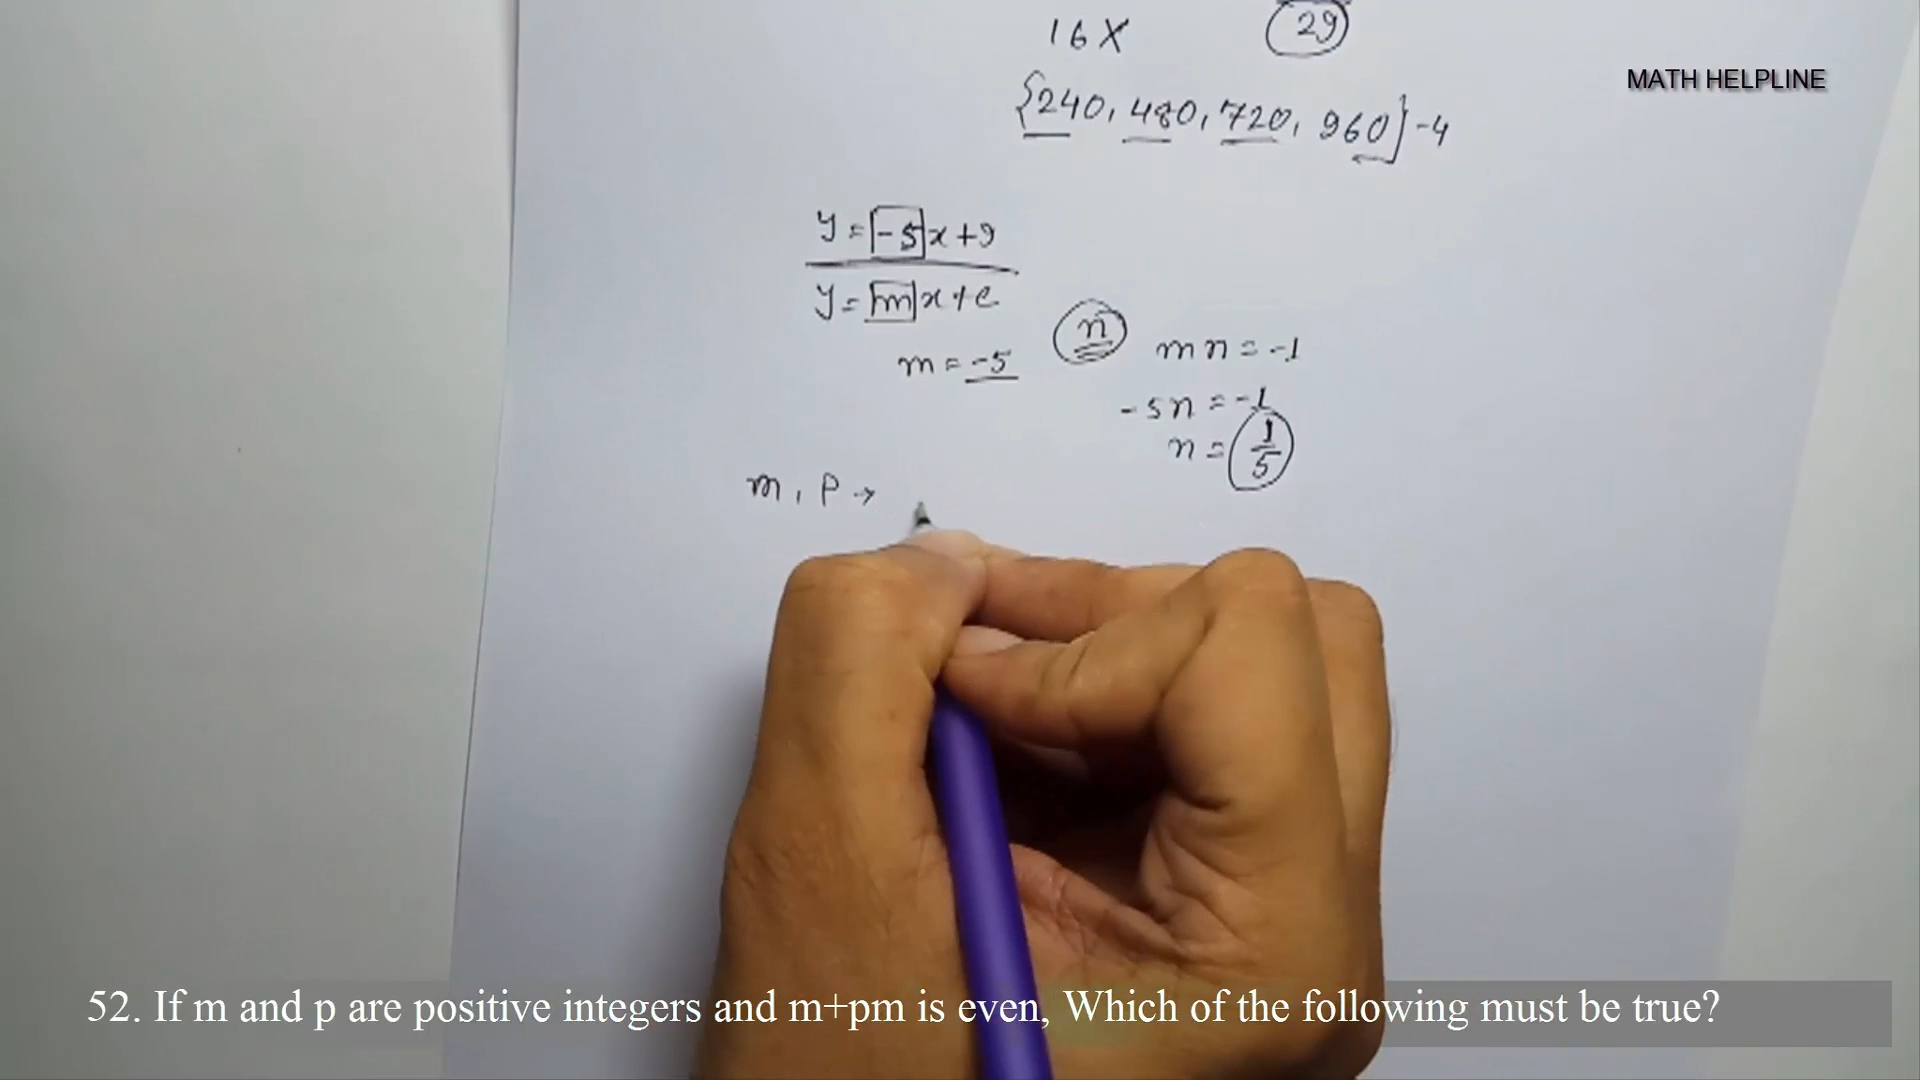 16X
29
MATH HELPLINE
{240, 480, 720, 960} -4
y = -5x+9
y = mx+c
m = -5
n
mn = -1
-5n = -1
n = 1/5
m, P →
52. If m and p are positive integers and m+pm is even, Which of the following must be true?